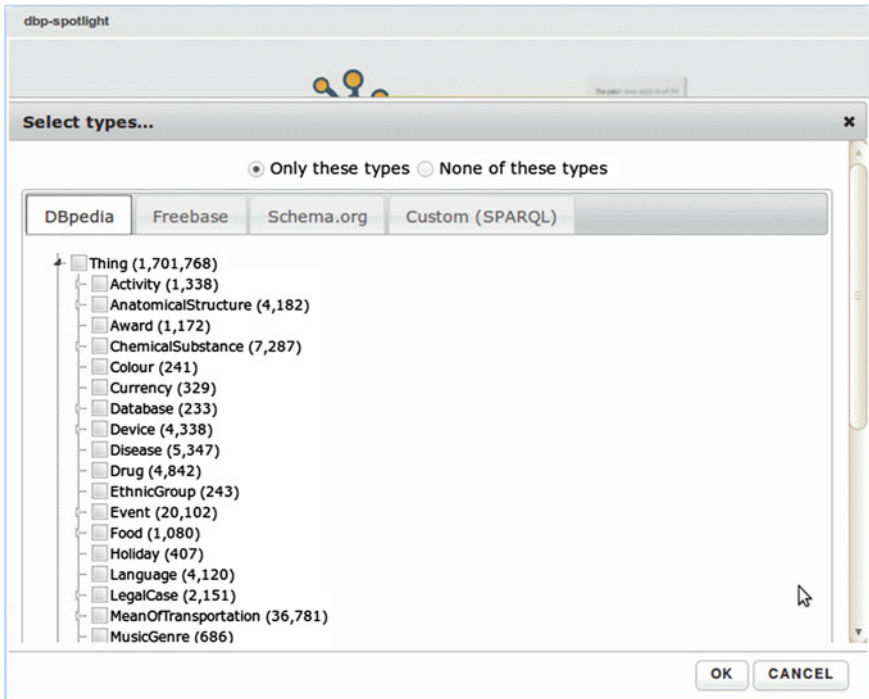 dbp-spotlight
Select types...
Only these types None of these types
DBpedia Freebase Schema.org Custom (SPARQL)
Thing (1,701,768)
Activity (1,338)
AnatomicalStructure (4,182)
Award (1,172)
ChemicalSubstance (7,287)
Colour (241)
Currency (329)
Database (233)
Device (4,338)
Disease (5,347)
Drug (4,842)
EthnicGroup (243)
Event (20,102)
Food (1,080)
Holiday (407)
Language (4,120)
LegalCase (2,151)
MeanOfTransportation (36,781)
MusicGenre (686)
OK CANCEL